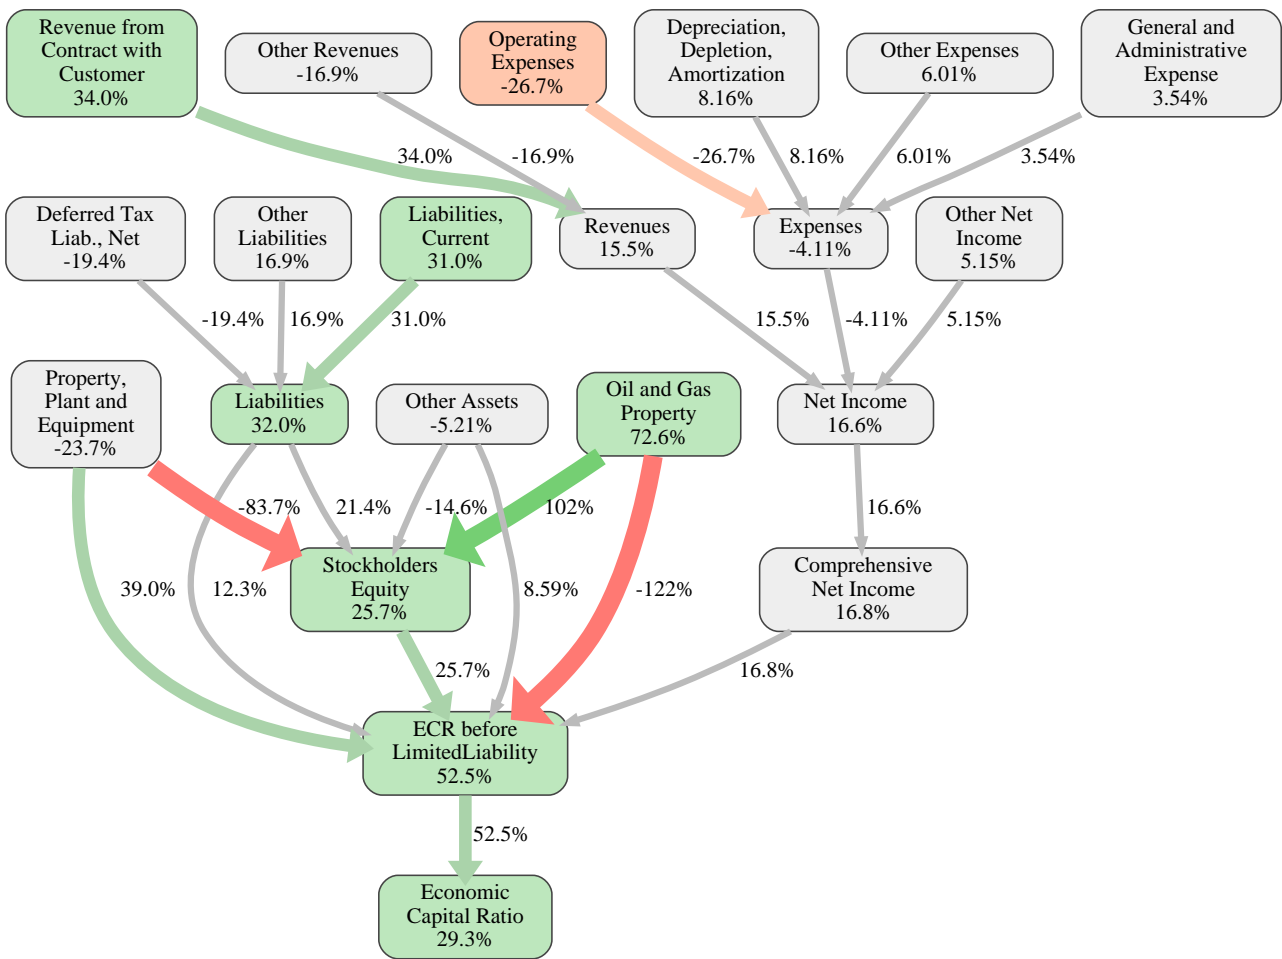 Revenue from
Contract with
Customer
34.0%
Other Revenues
-16.9%
Operating
Expenses
-26.7%
Depreciation,
Depletion,
Amortization
8.16%
Other Expenses
6.01%
General and
Administrative
Expense
3.54%
34.0%
-16.9%
-26.7%
8.16%
6.01%
3.54%
Deferred Tax
Liab., Net
-19.4%
Other
Liabilities
16.9%
Liabilities,
Current
31.0%
Revenues
15.5%
Expenses
-4.11%
Other Net
Income
5.15%
-19.4%
16.9%
31.0%
15.5%
-4.11%
5.15%
Property,
Plant and
Equipment
-23.7%
Liabilities
32.0%
Other Assets
-5.21%
Oil and Gas
Property
72.6%
Net Income
16.6%
-83.7%
21.4%
-14.6%
102%
16.6%
39.0%
12.3%
Stockholders
Equity
25.7%
8.59%
-122%
Comprehensive
Net Income
16.8%
25.7%
16.8%
ECR before
LimitedLiability
52.5%
52.5%
Economic
Capital Ratio
29.3%